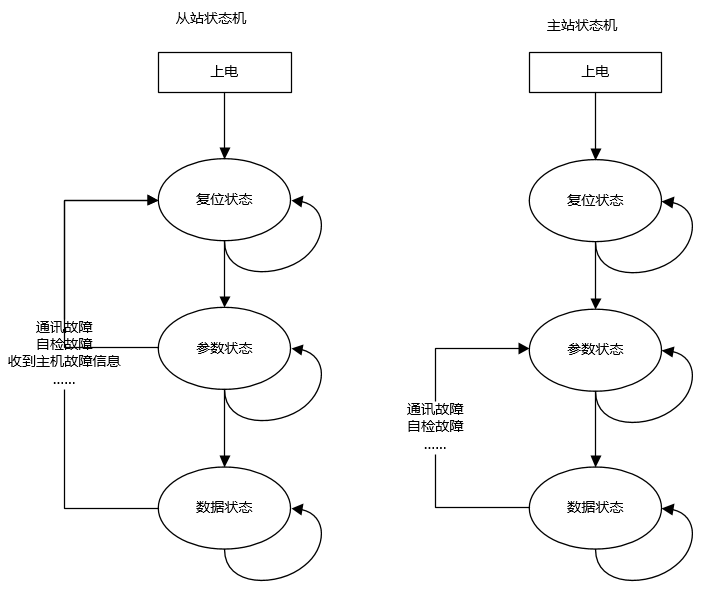 从站状态机
上电
复位状态
通讯故障
自检故障
收到主机故障信息
......
参数状态
数据状态
主站状态机
上电
复位状态
参数状态
通讯故障
自检故障
......
数据状态